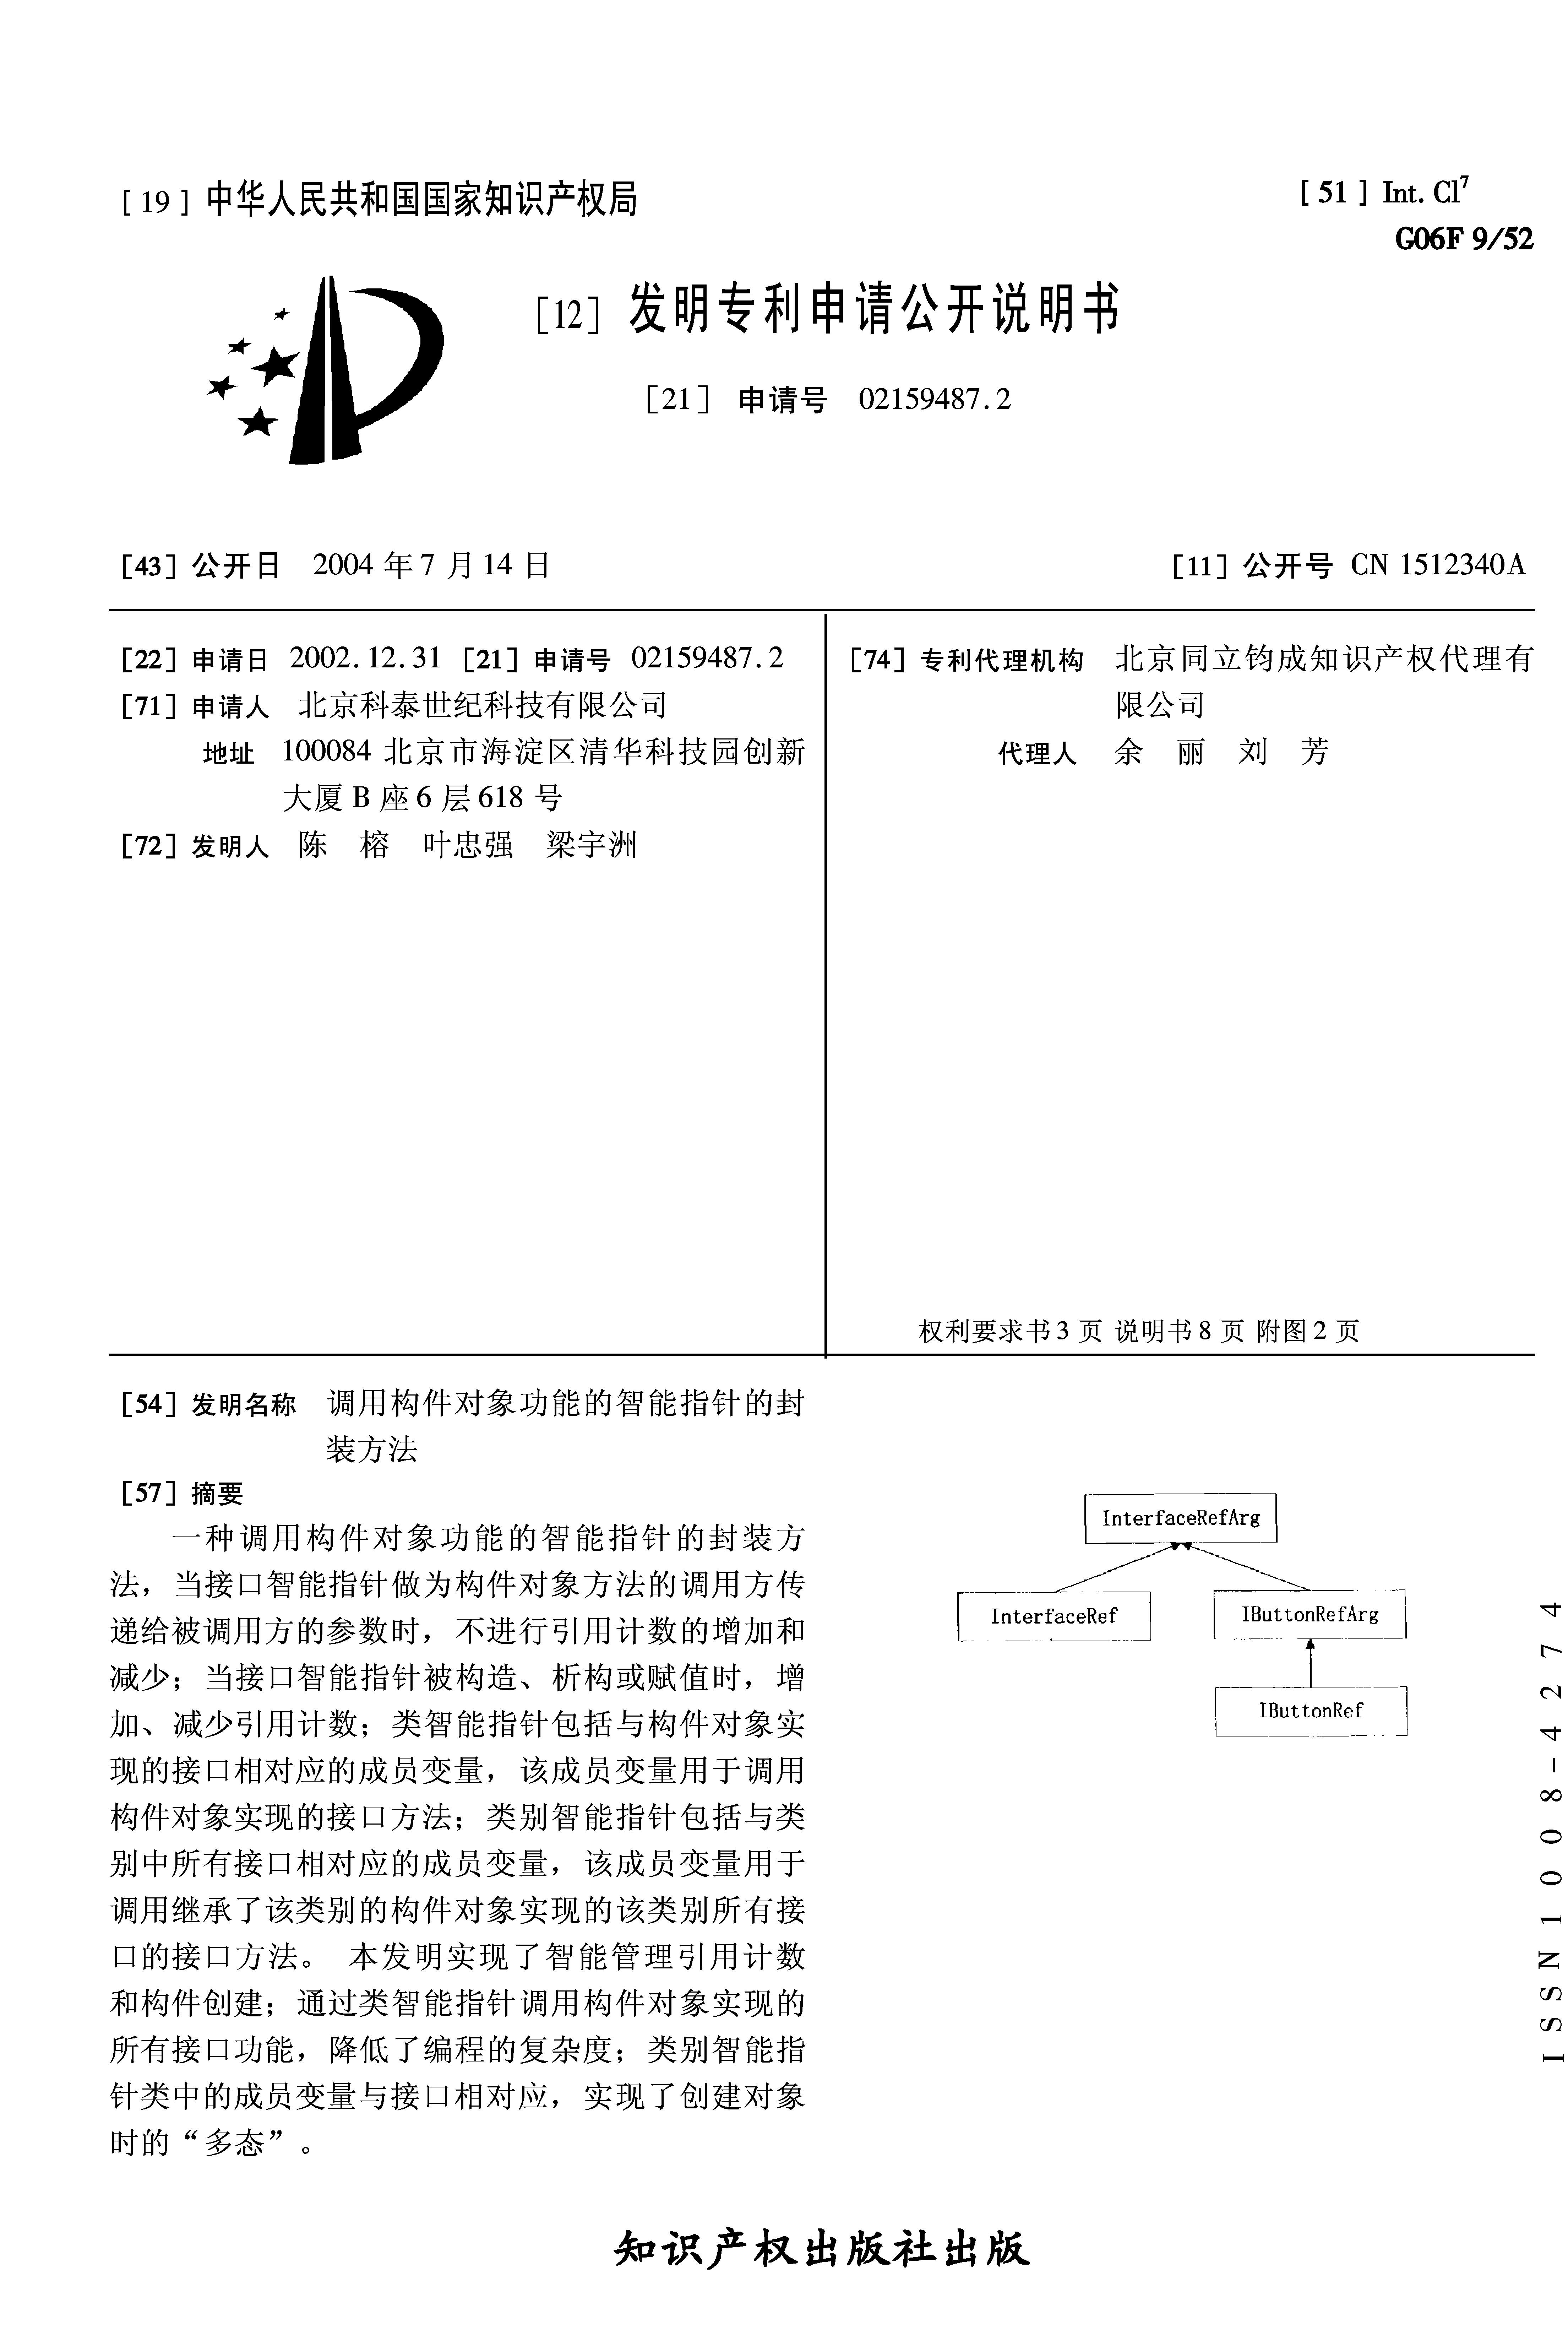 [19] 中华人民共和国国家知识产权局
[51] Int. Cl7
G06F 9/52
[12] 发明专利申请公开说明书
[21] 申请号 02159487.2
[43] 公开日 2004 年 7 月 14 日
[11] 公开号 CN 1512340A
[22] 申请日 2002.12.31 [21] 申请号 02159487.2
[71] 申请人 北京科泰世纪科技有限公司
地址 100084 北京市海淀区清华科技园创新
大厦 B 座 6 层 618 号
[72] 发明人 陈 榕 叶忠强 梁宇洲
[74] 专利代理机构 北京同立钧成知识产权代理有
限公司
代理人 余 丽 刘 芳
权利要求书 3 页 说明书 8 页 附图 2 页
[54] 发明名称 调用构件对象功能的智能指针的封
装方法
[57] 摘要
一种调用构件对象功能的智能指针的封装方
法，当接口智能指针做为构件对象方法的调用方传
递给被调用方的参数时，不进行引用计数的增加和
减少；当接口智能指针被构造、析构或赋值时，增
加、减少引用计数；类智能指针包括与构件对象实
现的接口相对应的成员变量，该成员变量用于调用
构件对象实现的接口方法；类别智能指针包括与类
别中所有接口相对应的成员变量，该成员变量用于
调用继承了该类别的构件对象实现的该类别所有接
口的接口方法。 本发明实现了智能管理引用计数
和构件创建；通过类智能指针调用构件对象实现的
所有接口功能，降低了编程的复杂度；类别智能指
针类中的成员变量与接口相对应，实现了创建对象
时的“多态”。
InterfaceRefArg
InterfaceRef
IButtonRefArg
IButtonRef
ISSN 1008-4274
知识产权出版社出版